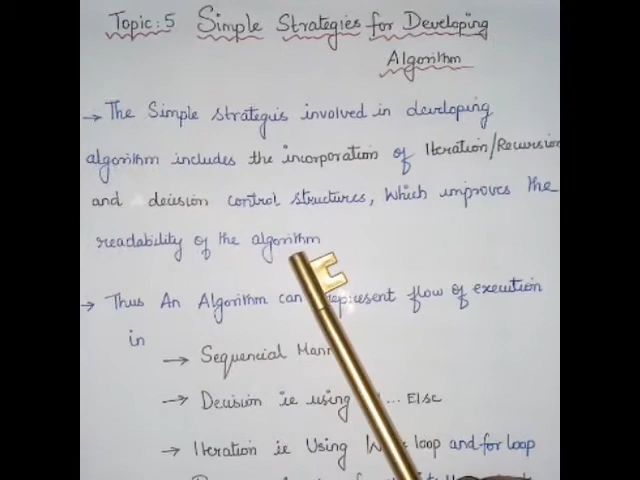 Topic: 5 Simple Strategies for Developing
Algorithm
→ The Simple strategis involved in developing
algorithm includes the incorporation of Iteration/Recursion
and decision control structures, which improves the
readability of the algorithm
→ Thus An Algorithm can represent flow of execution
in
→ Sequencial
→ Decision ie using ... Else
→ Iteration ie Using loop and for loop